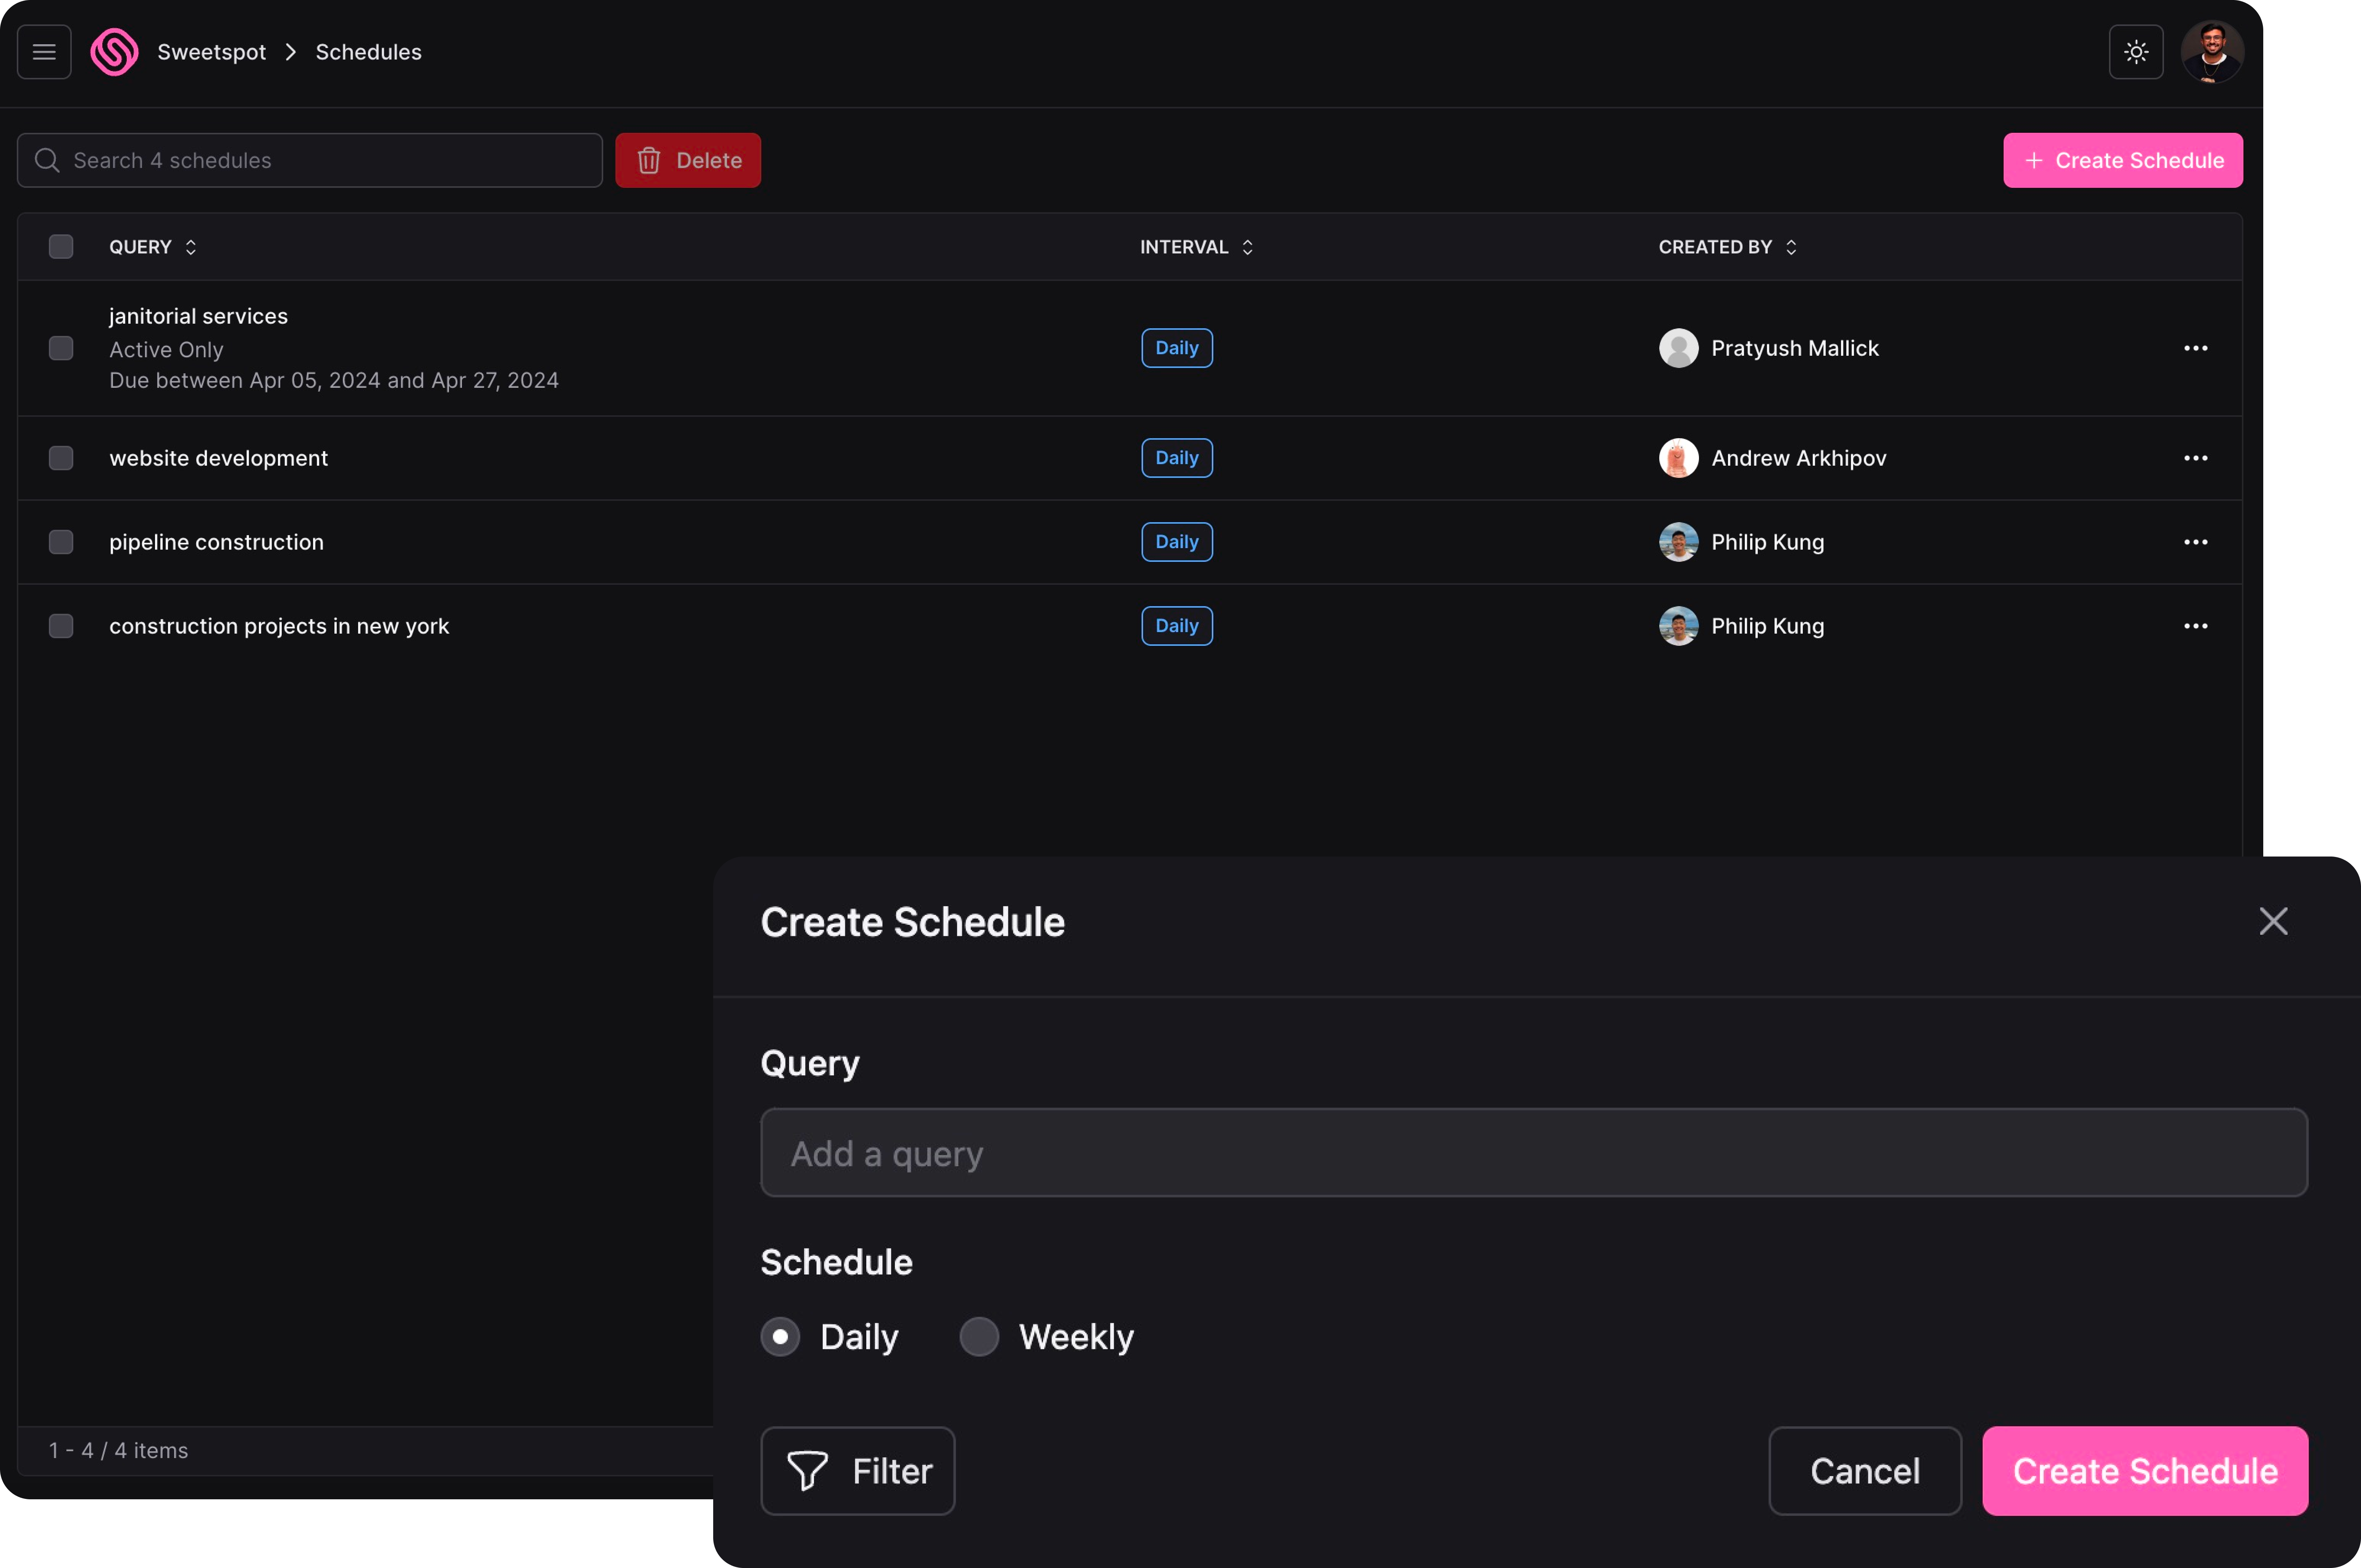 Sweetspot > Schedules
Search 4 schedules
Delete
+ Create Schedule
QUERY INTERVAL CREATED BY
janitorial services
Active Only
Due between Apr 05, 2024 and Apr 27, 2024
Daily
Pratyush Mallick
website development Daily Andrew Arkhipov
pipeline construction Daily Philip Kung
construction projects in new york Daily Philip Kung
1 - 4 / 4 items
Create Schedule
Query
Add a query
Schedule
Daily Weekly
Filter Cancel Create Schedule